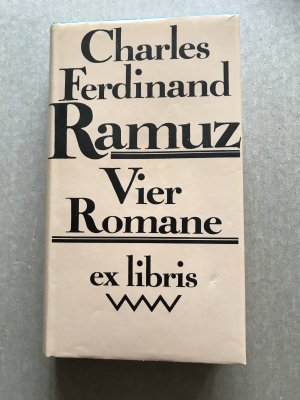 Charles
Ferdinand
Ramuz
Vier
Romane
ex libris